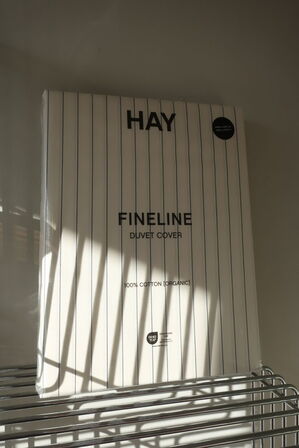 HAY
FINELINE
DUVET COVER
100% COTTON [ORGANIC]